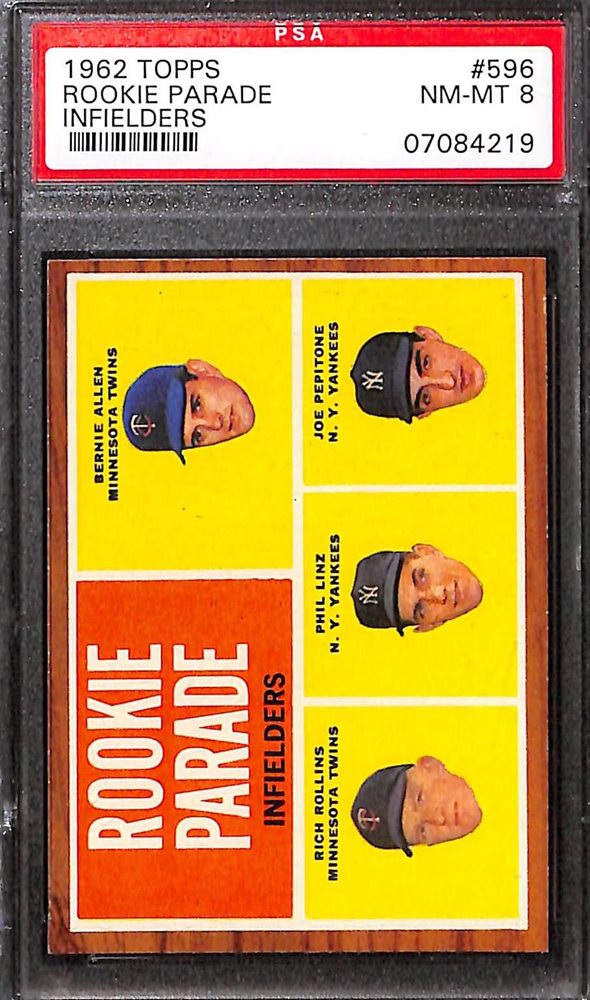 PSA
1962 TOPPS #596
ROOKIE PARADE NM-MT 8
INFIELDERS
07084219
ROOKIE
PARADE
INFIELDERS
BERNIE ALLEN
MINNESOTA TWINS
RICH ROLLINS
MINNESOTA TWINS
PHIL LINZ
N. Y. YANKEES
JOE PEPITONE
N. Y. YANKEES